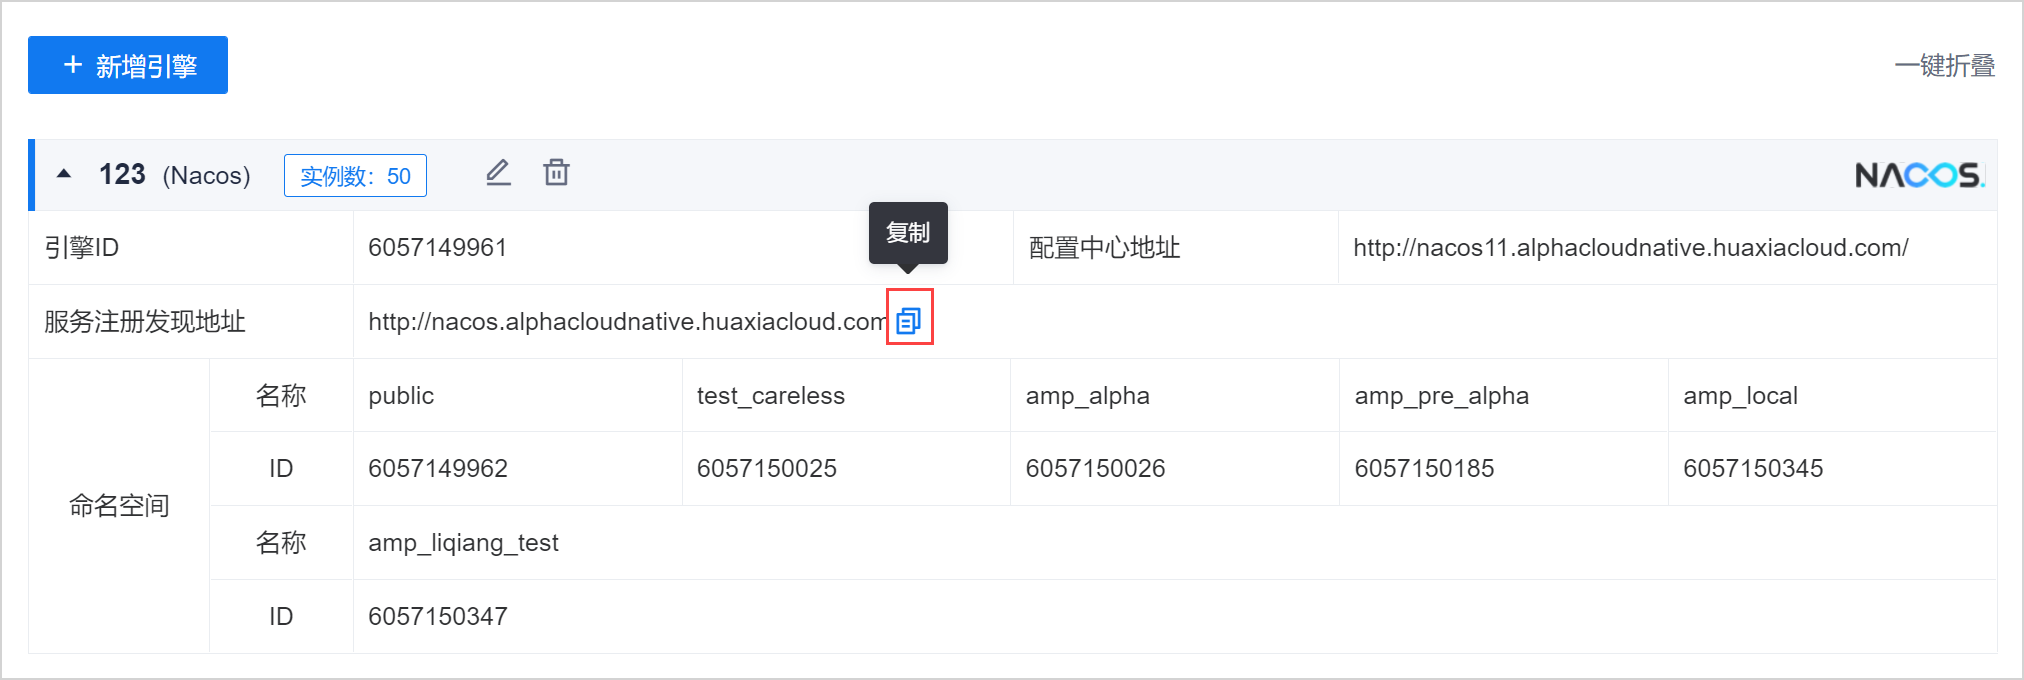 + 新增引擎
一键折叠
123 (Nacos) 实例数：50
NACOS.
复制
引擎ID 6057149961 配置中心地址 http://nacos11.alphacloudnative.huaxiacloud.com/
服务注册发现地址 http://nacos.alphacloudnative.huaxiacloud.com
命名空间
名称 public test_careless amp_alpha amp_pre_alpha amp_local
ID 6057149962 6057150025 6057150026 6057150185 6057150345
名称 amp_liqiang_test
ID 6057150347